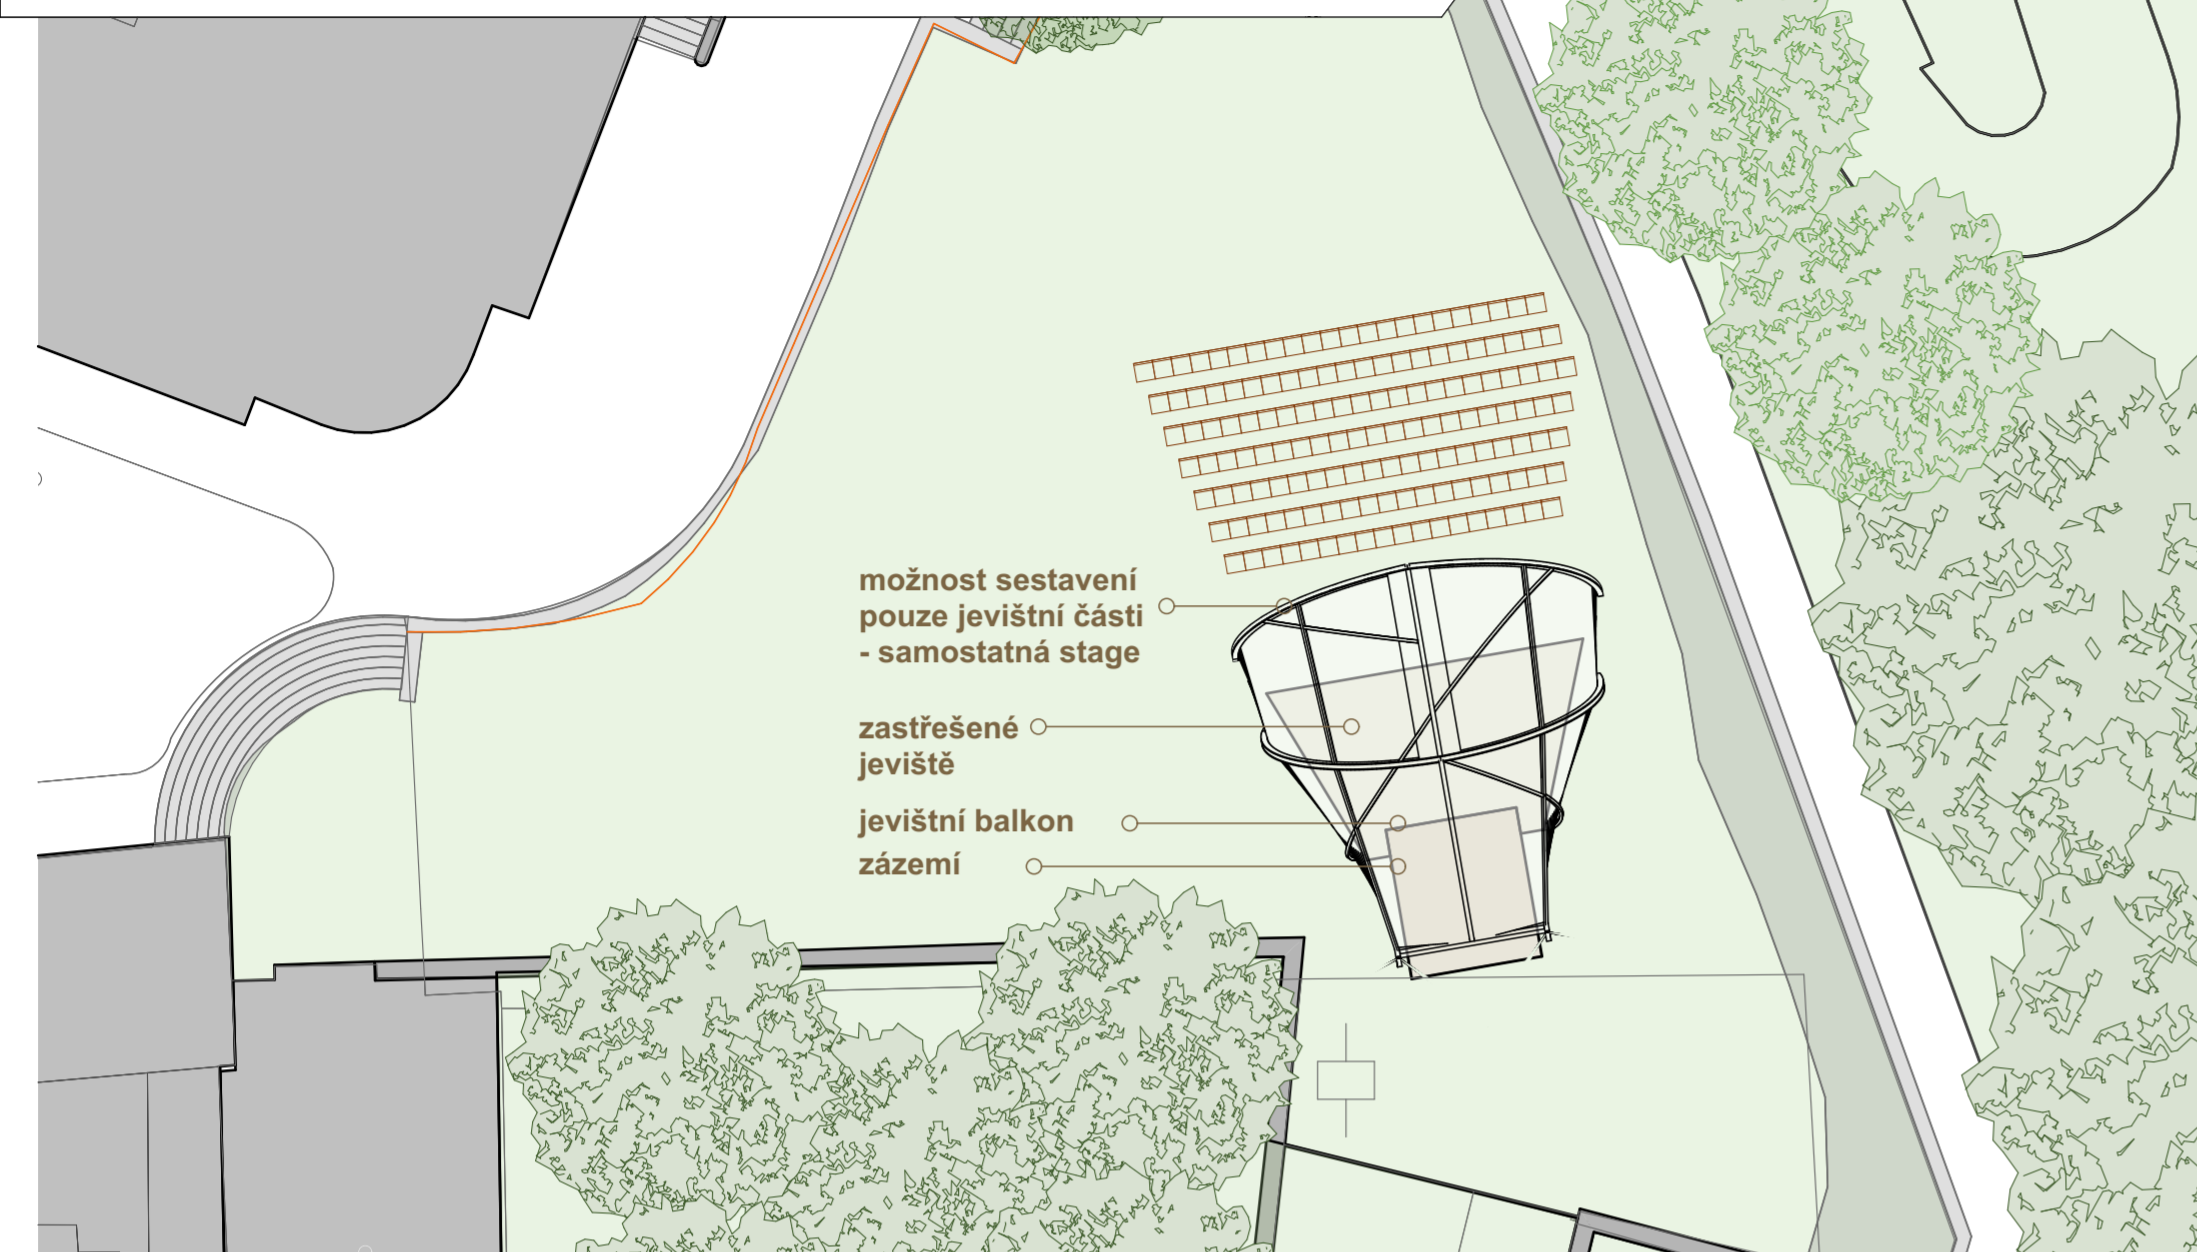 možnost sestavení
pouze jevištní části
- samostatná stage
zastřešené
jeviště
jevištní balkon
zázemí